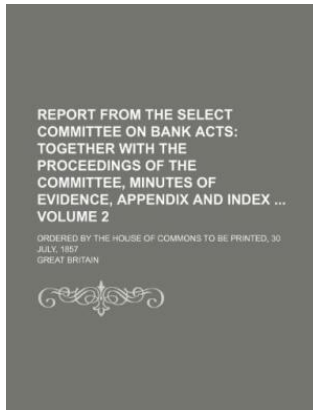 REPORT FROM THE SELECT
COMMITTEE ON BANK ACTS:
TOGETHER WITH THE
PROCEEDINGS OF THE
COMMITTEE, MINUTES OF
EVIDENCE, APPENDIX AND INDEX ...
VOLUME 2
ORDERED BY THE HOUSE OF COMMONS TO BE PRINTED, 30
JULY, 1857
GREAT BRITAIN